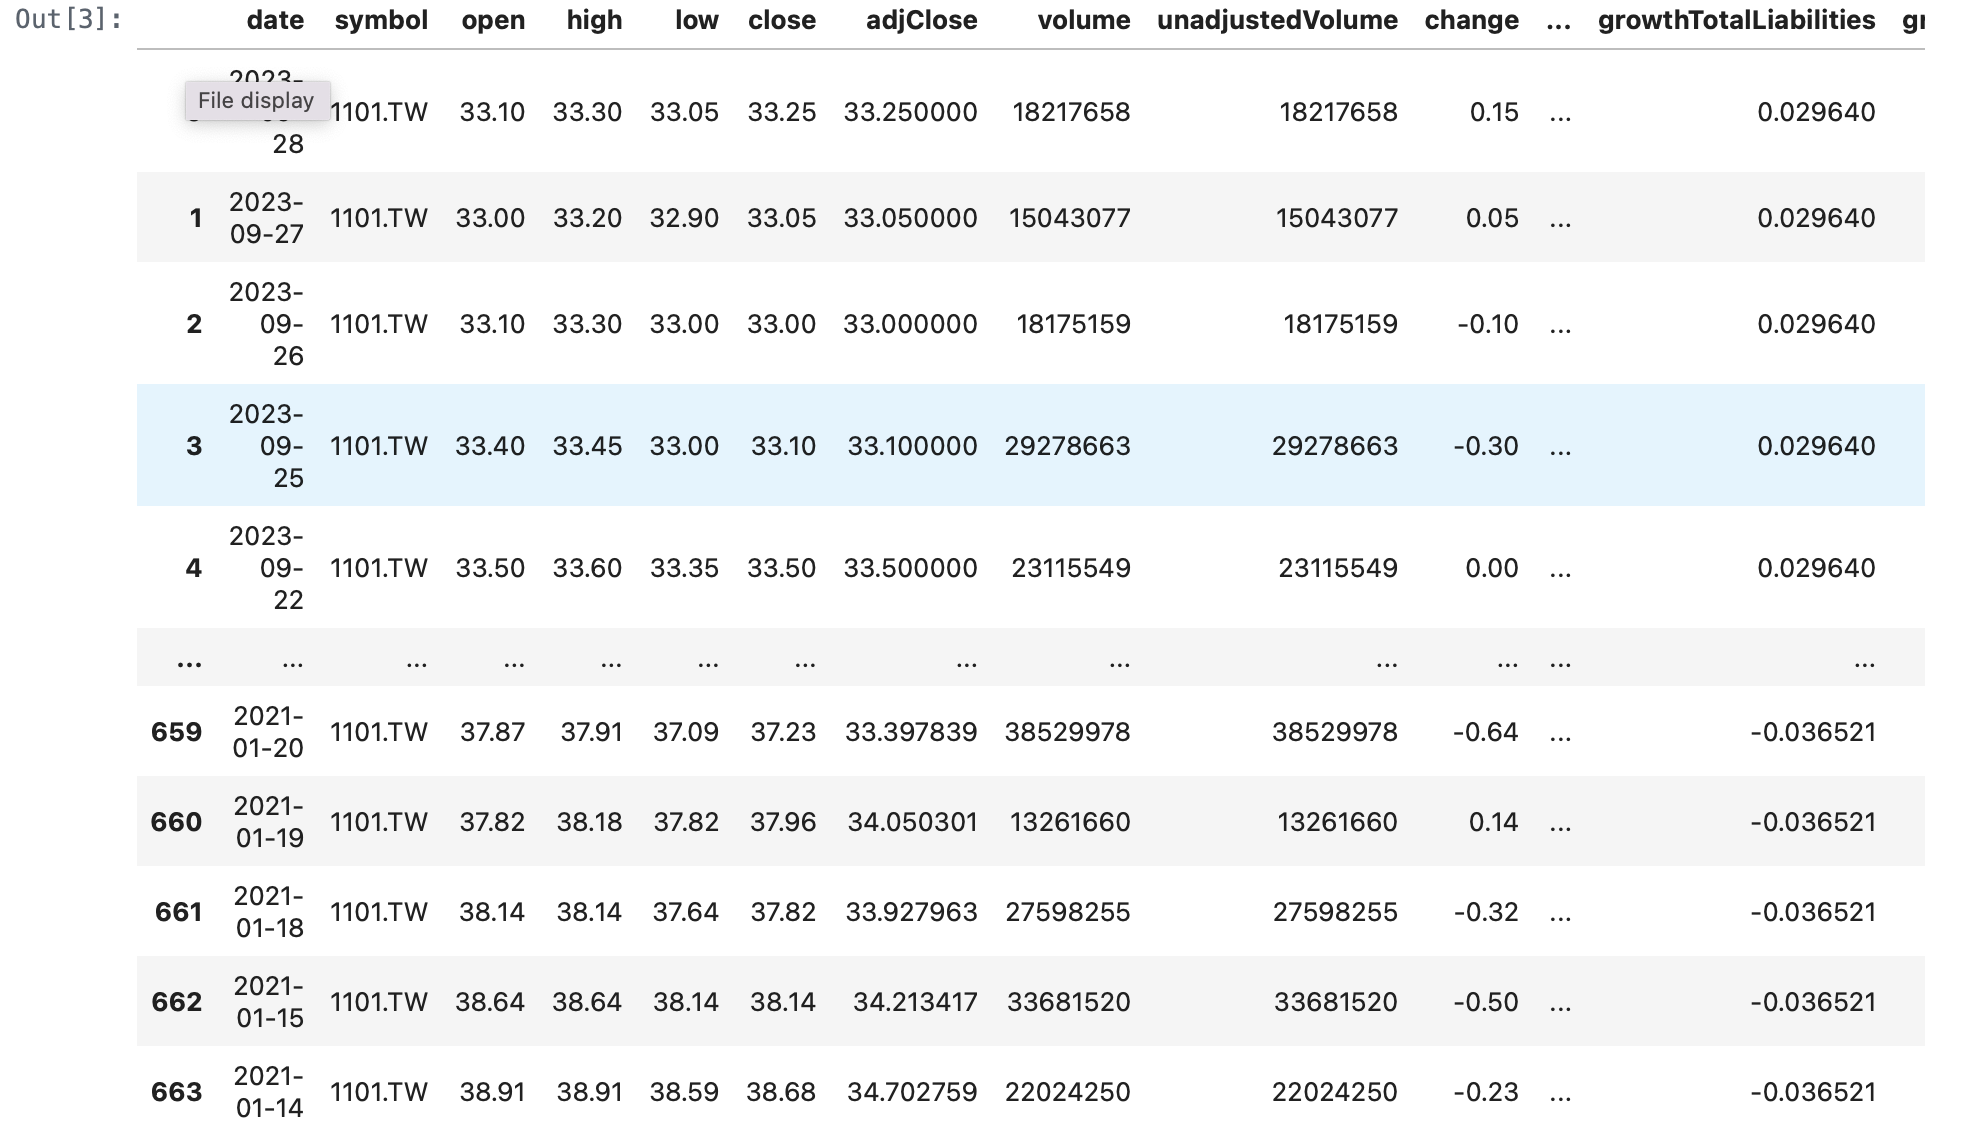 Out[3]:
date symbol open high low close adjClose volume unadjustedVolume change ... growthTotalLiabilities
File display
28 1101.TW 33.10 33.30 33.05 33.25 33.250000 18217658 18217658 0.15 ... 0.029640
1 2023-09-27 1101.TW 33.00 33.20 32.90 33.05 33.050000 15043077 15043077 0.05 ... 0.029640
2 2023-09-26 1101.TW 33.10 33.30 33.00 33.00 33.000000 18175159 18175159 -0.10 ... 0.029640
3 2023-09-25 1101.TW 33.40 33.45 33.00 33.10 33.100000 29278663 29278663 -0.30 ... 0.029640
4 2023-09-22 1101.TW 33.50 33.60 33.35 33.50 33.500000 23115549 23115549 0.00 ... 0.029640
... ... ... ... ... ... ... ... ... ... ... ... ...
659 2021-01-20 1101.TW 37.87 37.91 37.09 37.23 33.397839 38529978 38529978 -0.64 ... -0.036521
660 2021-01-19 1101.TW 37.82 38.18 37.82 37.96 34.050301 13261660 13261660 0.14 ... -0.036521
661 2021-01-18 1101.TW 38.14 38.14 37.64 37.82 33.927963 27598255 27598255 -0.32 ... -0.036521
662 2021-01-15 1101.TW 38.64 38.64 38.14 38.14 34.213417 33681520 33681520 -0.50 ... -0.036521
663 2021-01-14 1101.TW 38.91 38.91 38.59 38.68 34.702759 22024250 22024250 -0.23 ... -0.036521